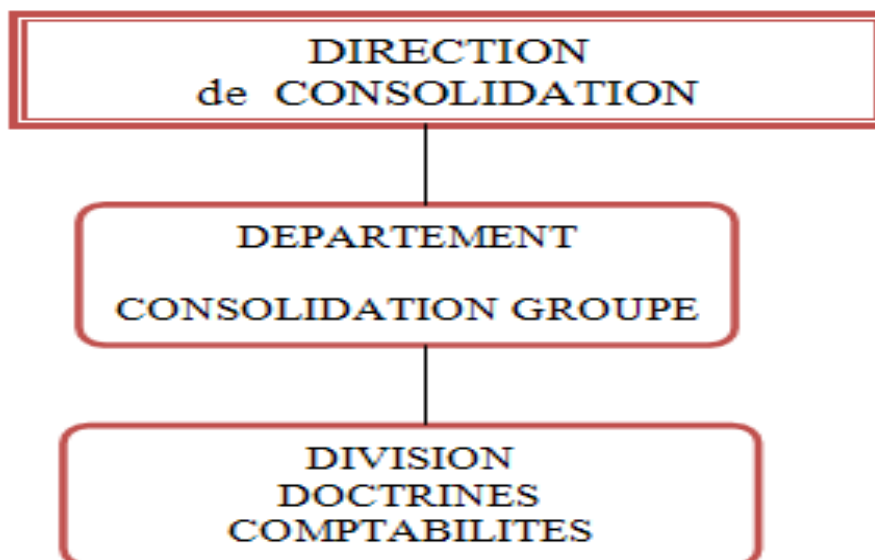 DIRECTION
de CONSOLIDATION
DEPARTEMENT
CONSOLIDATION GROUPE
DIVISION
DOCTRINES
COMPTABILITES